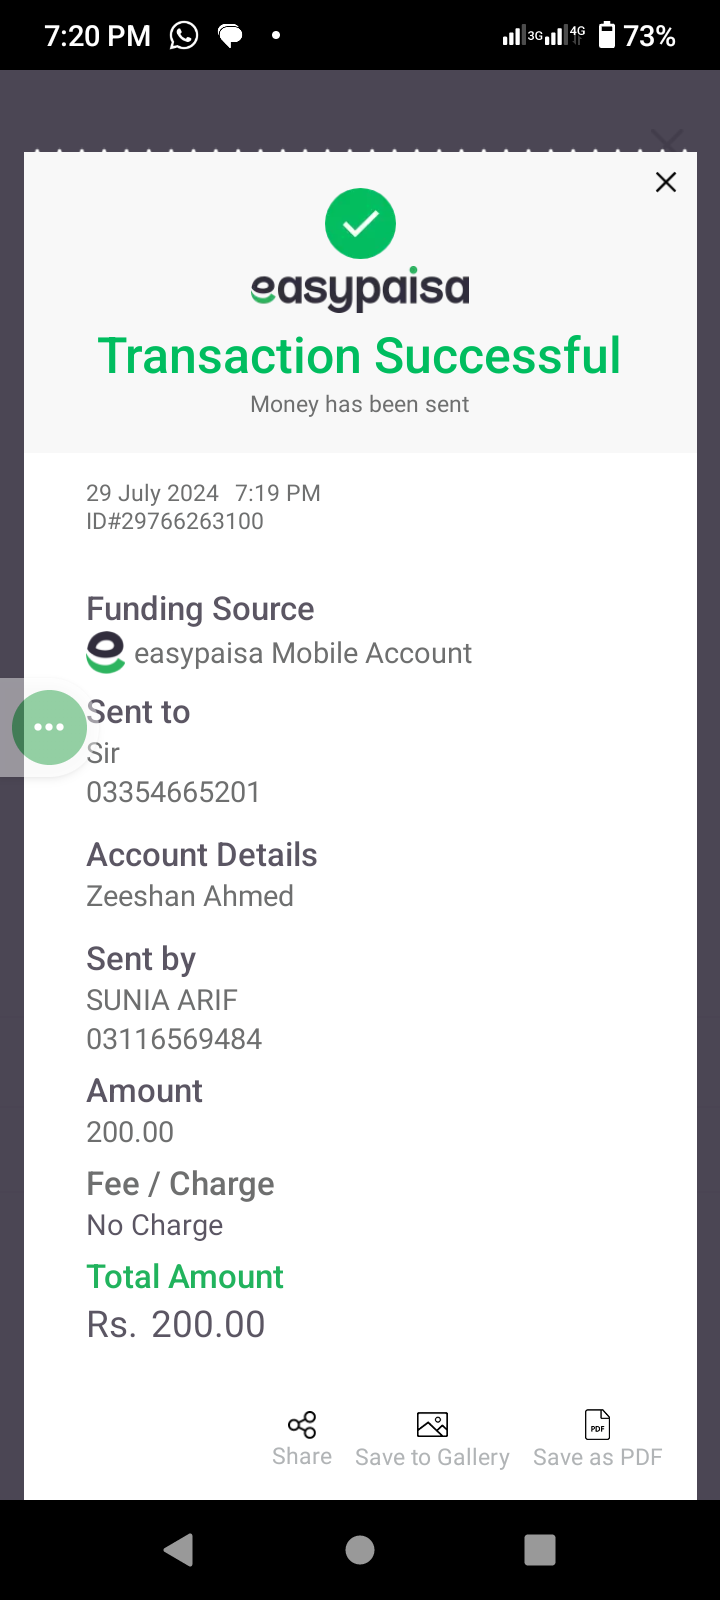 7:20 PM
3G 4G 73%
easypaisa
Transaction Successful
Money has been sent
29 July 2024 7:19 PM
ID#29766263100
Funding Source
easypaisa Mobile Account
Sent to
Sir
03354665201
Account Details
Zeeshan Ahmed
Sent by
SUNIA ARIF
03116569484
Amount
200.00
Fee / Charge
No Charge
Total Amount
Rs. 200.00
PDF
Share Save to Gallery Save as PDF